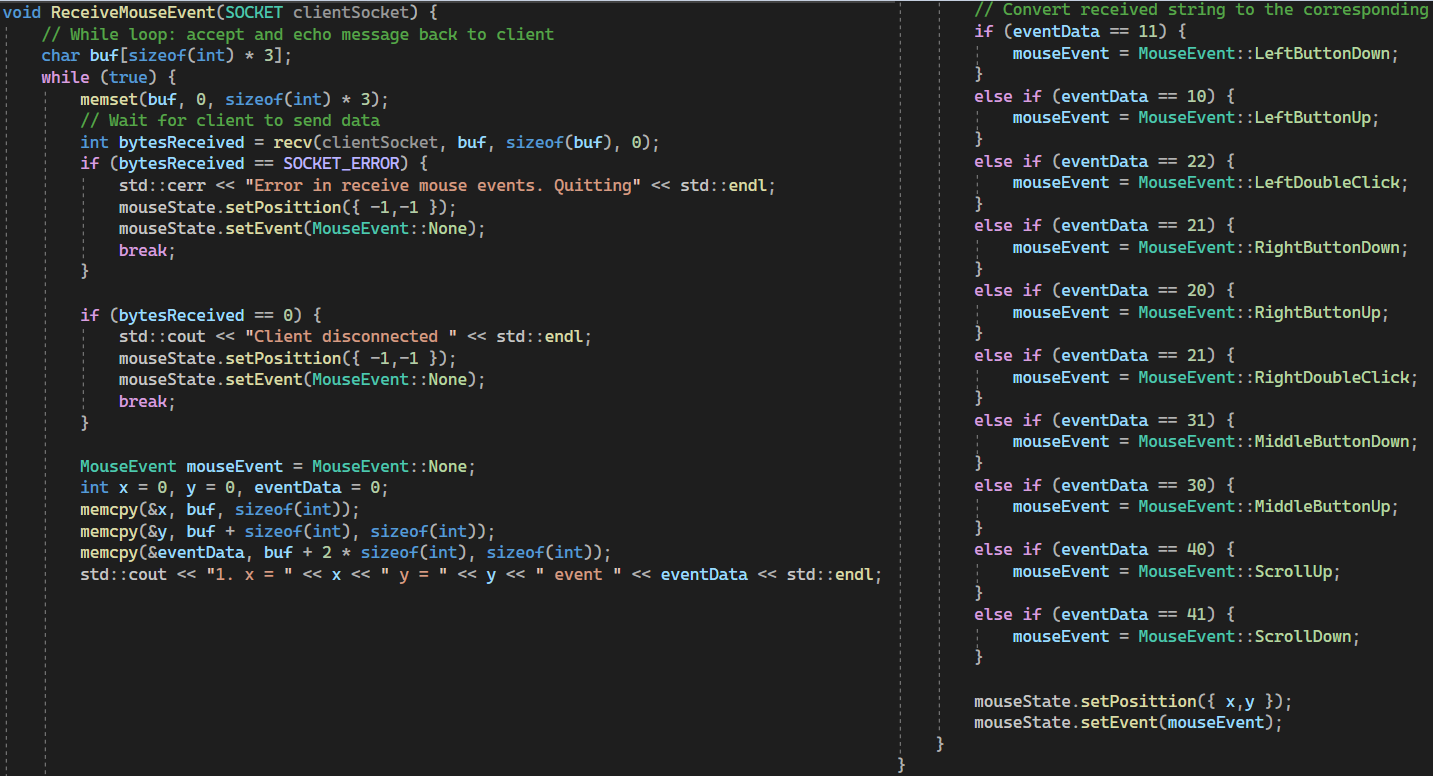 void ReceiveMouseEvent(SOCKET clientSocket) {
// While loop: accept and echo message back to client
char buf[sizeof(int) * 3];
while (true) {
memset(buf, 0, sizeof(int) * 3);
// Wait for client to send data
int bytesReceived = recv(clientSocket, buf, sizeof(buf), 0);
if (bytesReceived == SOCKET_ERROR) {
std::cerr << "Error in receive mouse events. Quitting" << std::endl;
mouseState.setPosittion({ -1,-1 });
mouseState.setEvent(MouseEvent::None);
break;
}
if (bytesReceived == 0) {
std::cout << "Client disconnected " << std::endl;
mouseState.setPosittion({ -1,-1 });
mouseState.setEvent(MouseEvent::None);
break;
}
MouseEvent mouseEvent = MouseEvent::None;
int x = 0, y = 0, eventData = 0;
memcpy(&x, buf, sizeof(int));
memcpy(&y, buf + sizeof(int), sizeof(int));
memcpy(&eventData, buf + 2 * sizeof(int), sizeof(int));
std::cout << "1. x = " << x << " y = " << y << " event " << eventData << std::endl;
// Convert received string to the corresponding
if (eventData == 11) {
mouseEvent = MouseEvent::LeftButtonDown;
}
else if (eventData == 10) {
mouseEvent = MouseEvent::LeftButtonUp;
}
else if (eventData == 22) {
mouseEvent = MouseEvent::LeftDoubleClick;
}
else if (eventData == 21) {
mouseEvent = MouseEvent::RightButtonDown;
}
else if (eventData == 20) {
mouseEvent = MouseEvent::RightButtonUp;
}
else if (eventData == 21) {
mouseEvent = MouseEvent::RightDoubleClick;
}
else if (eventData == 31) {
mouseEvent = MouseEvent::MiddleButtonDown;
}
else if (eventData == 30) {
mouseEvent = MouseEvent::MiddleButtonUp;
}
else if (eventData == 40) {
mouseEvent = MouseEvent::ScrollUp;
}
else if (eventData == 41) {
mouseEvent = MouseEvent::ScrollDown;
}
mouseState.setPosittion({ x,y });
mouseState.setEvent(mouseEvent);
}
}